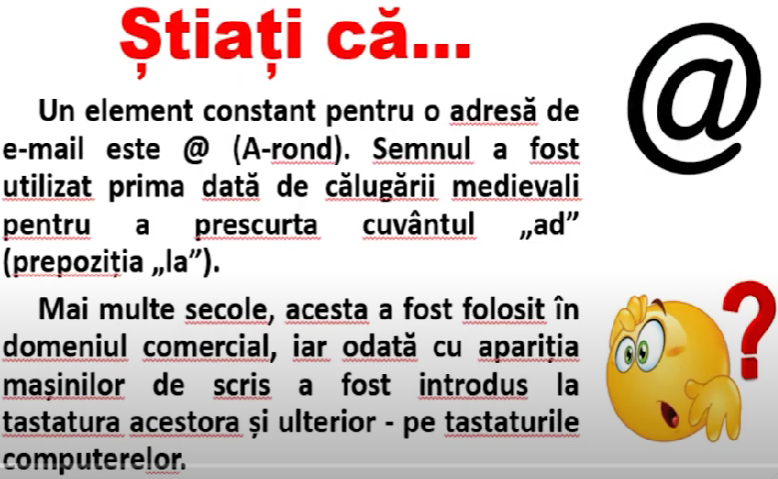 Știați că...
@
Un element constant pentru o adresă de
e-mail este @ (A-rond). Semnul a fost
utilizat prima dată de călugării medievali
pentru a prescurta cuvântul „ad”
(prepoziția „la”).
Mai multe secole, acesta a fost folosit în
domeniul comercial, iar odată cu apariția
mașinilor de scris a fost introdus la
tastatura acestora și ulterior - pe tastaturile
computerelor.
?